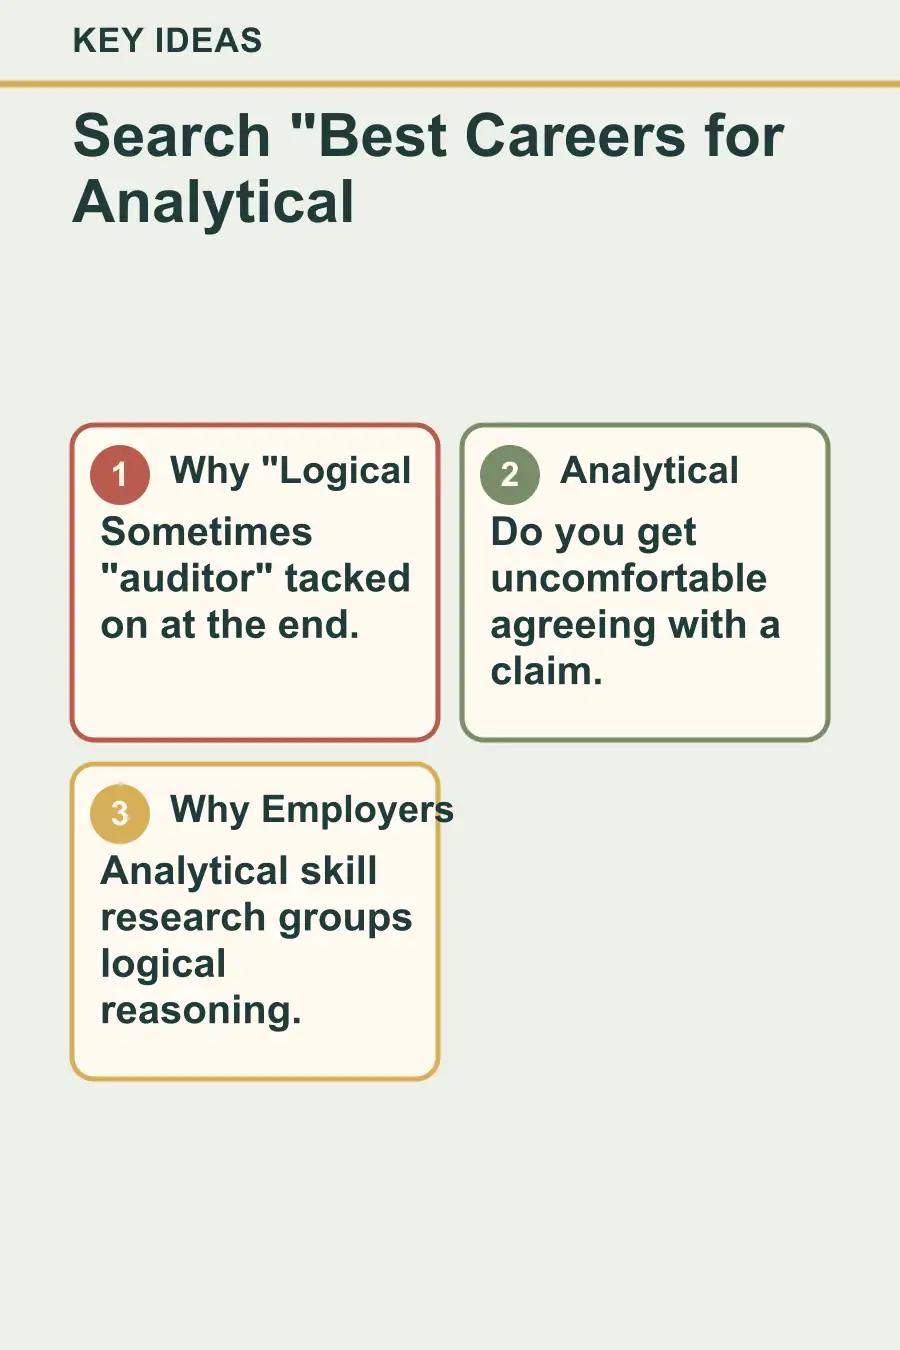 KEY IDEAS
Search "Best Careers for
Analytical
1
Why "Logical
Sometimes
"auditor" tacked
on at the end.
2
Analytical
Do you get
uncomfortable
agreeing with a
claim.
3
Why Employers
Analytical skill
research groups
logical
reasoning.